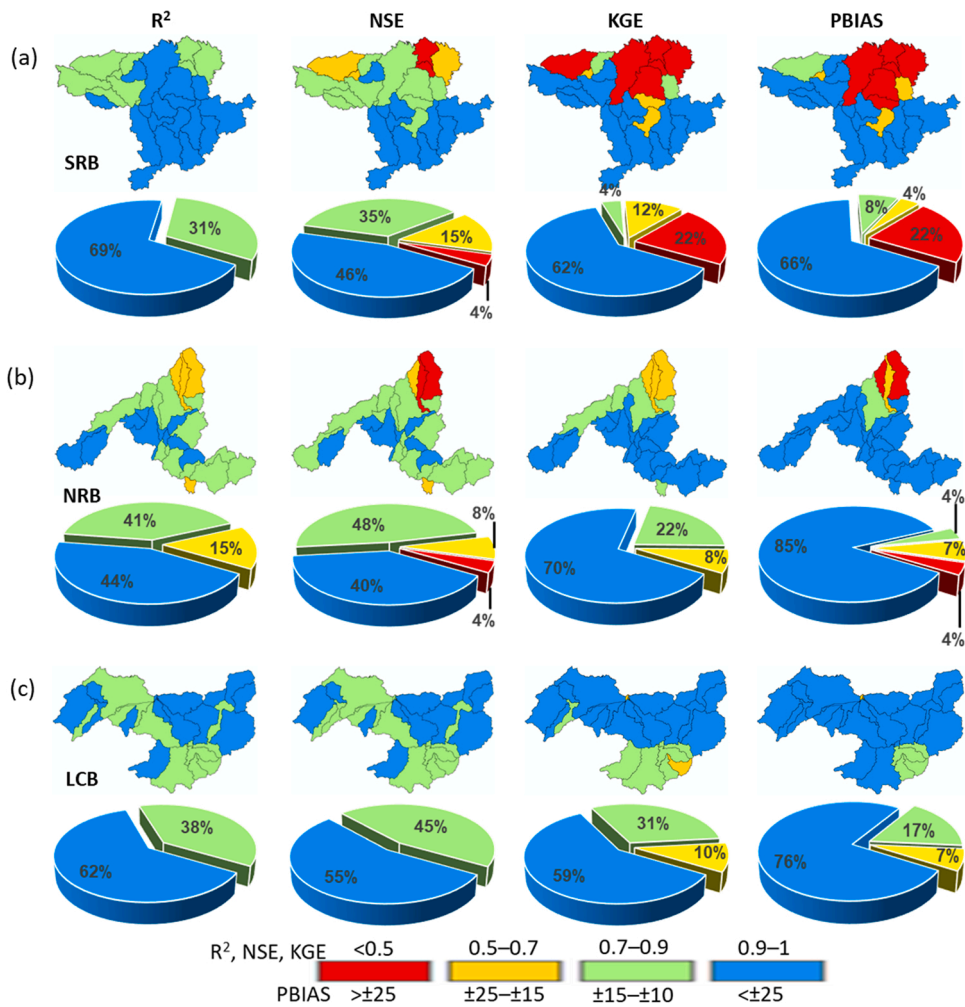 R² NSE KGE PBIAS
(a)
SRB
69% 31%
35% 15% 46% 4%
4% 12% 22% 62%
8% 4% 22% 66%
(b)
NRB
41% 15% 44%
48% 8% 40% 4%
22% 8% 70%
4% 7% 85% 4%
(c)
LCB
38% 62%
45% 55%
31% 10% 59%
17% 7% 76%
R², NSE, KGE <0.5 0.5–0.7 0.7–0.9 0.9–1
PBIAS >±25 ±25–±15 ±15–±10 <±25